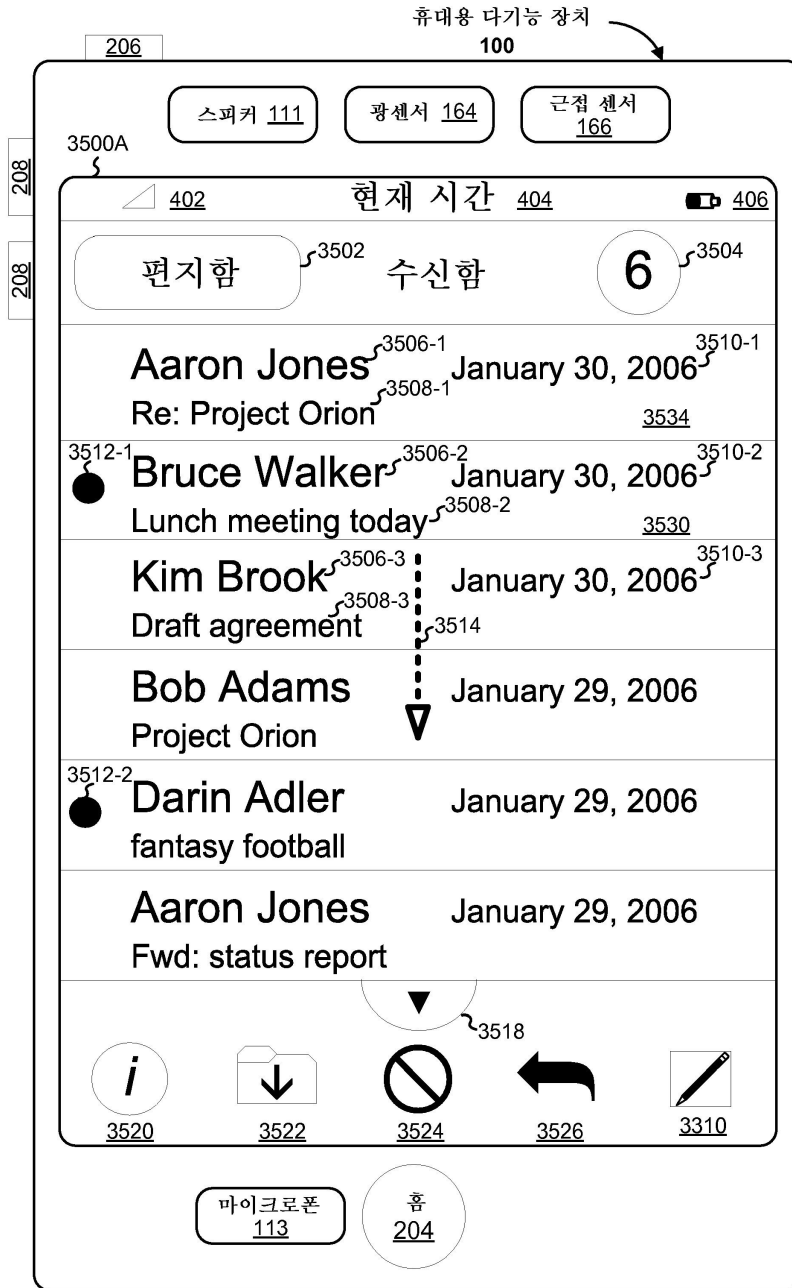 휴대용 다기능 장치
100
206
스피커 111
광센서 164
근접 센서
166
3500A
208
208
402 현재 시간 404 406
편지함 3502 수신함 6 3504
Aaron Jones 3506-1 January 30, 2006 3510-1
Re: Project Orion 3508-1 3534
3512-1 Bruce Walker 3506-2 January 30, 2006 3510-2
Lunch meeting today 3508-2 3530
Kim Brook 3506-3 January 30, 2006 3510-3
Draft agreement 3508-3 3514
Bob Adams January 29, 2006
Project Orion
3512-2 Darin Adler January 29, 2006
fantasy football
Aaron Jones January 29, 2006
Fwd: status report
3518
i
3520 3522 3524 3526 3310
마이크로폰
113
홈
204